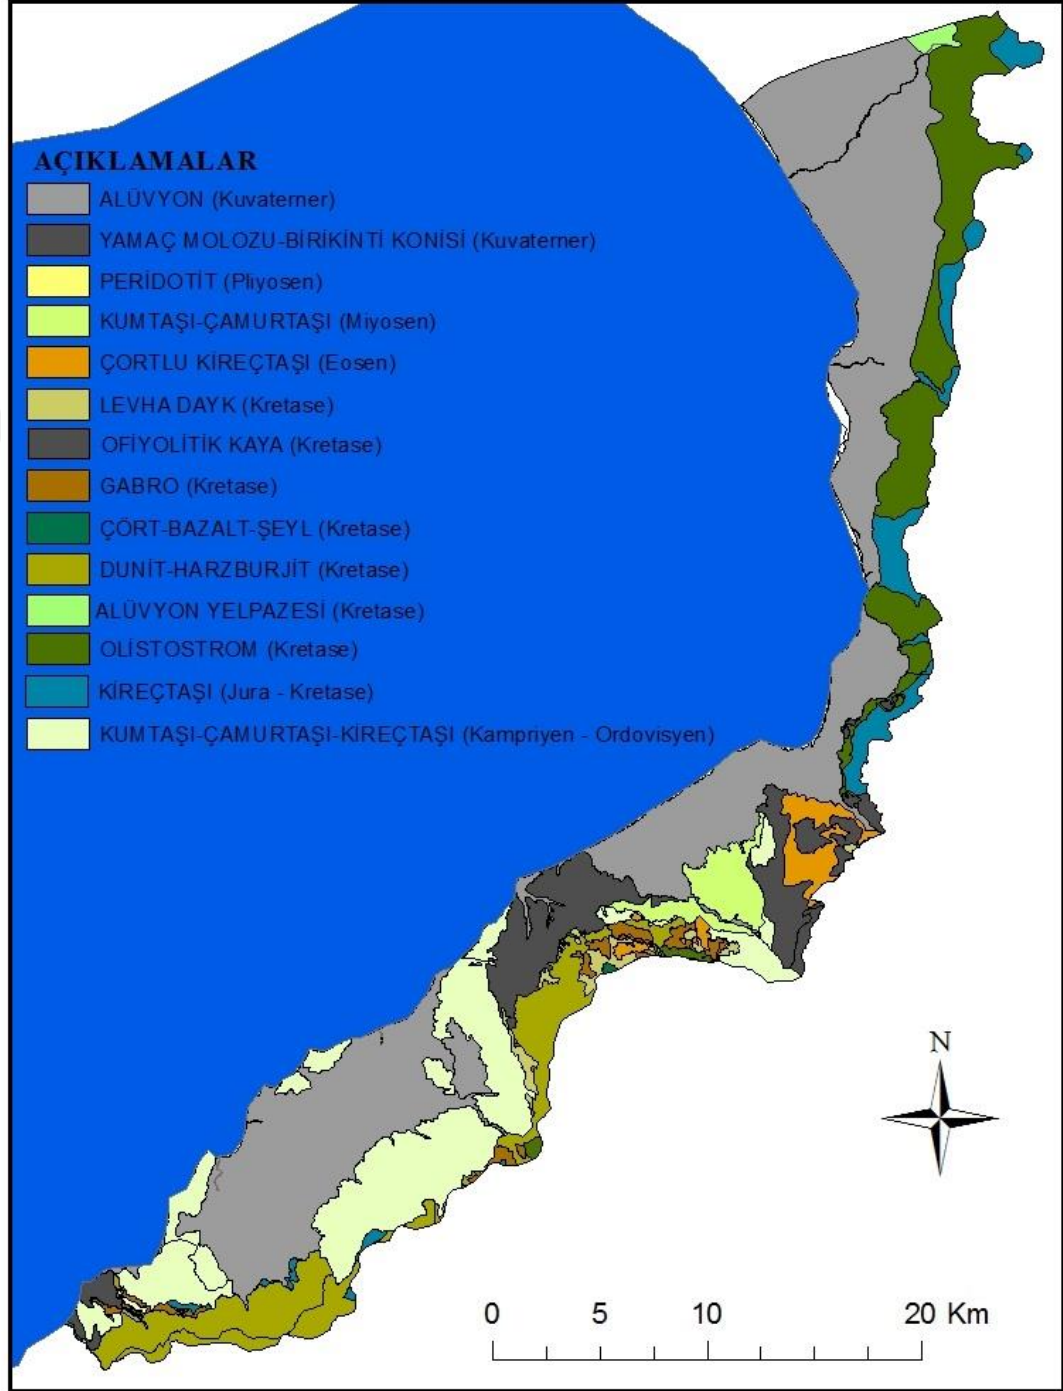 AÇIKLAMALAR
ALÜVYON (Kuvaterner)
YAMAÇ MOLOZU-BİRİKİNTİ KONİSİ (Kuvaterner)
PERİDOTİT (Pliyosen)
KUMTAŞI-ÇAMURTAŞI (Miyosen)
ÇORTLU KİREÇTAŞI (Eosen)
LEVHA DAYK (Kretase)
OFİYOLİTİK KAYA (Kretase)
GABRO (Kretase)
ÇÖRT-BAZALT-ŞEYL (Kretase)
DUNİT-HARZBURJİT (Kretase)
ALÜVYON YELPAZESİ (Kretase)
OLİSTOSTROM (Kretase)
KİREÇTAŞI (Jura - Kretase)
KUMTAŞI-ÇAMURTAŞI-KİREÇTAŞI (Kampriyen - Ordovisyen)
N
0 5 10 20 Km